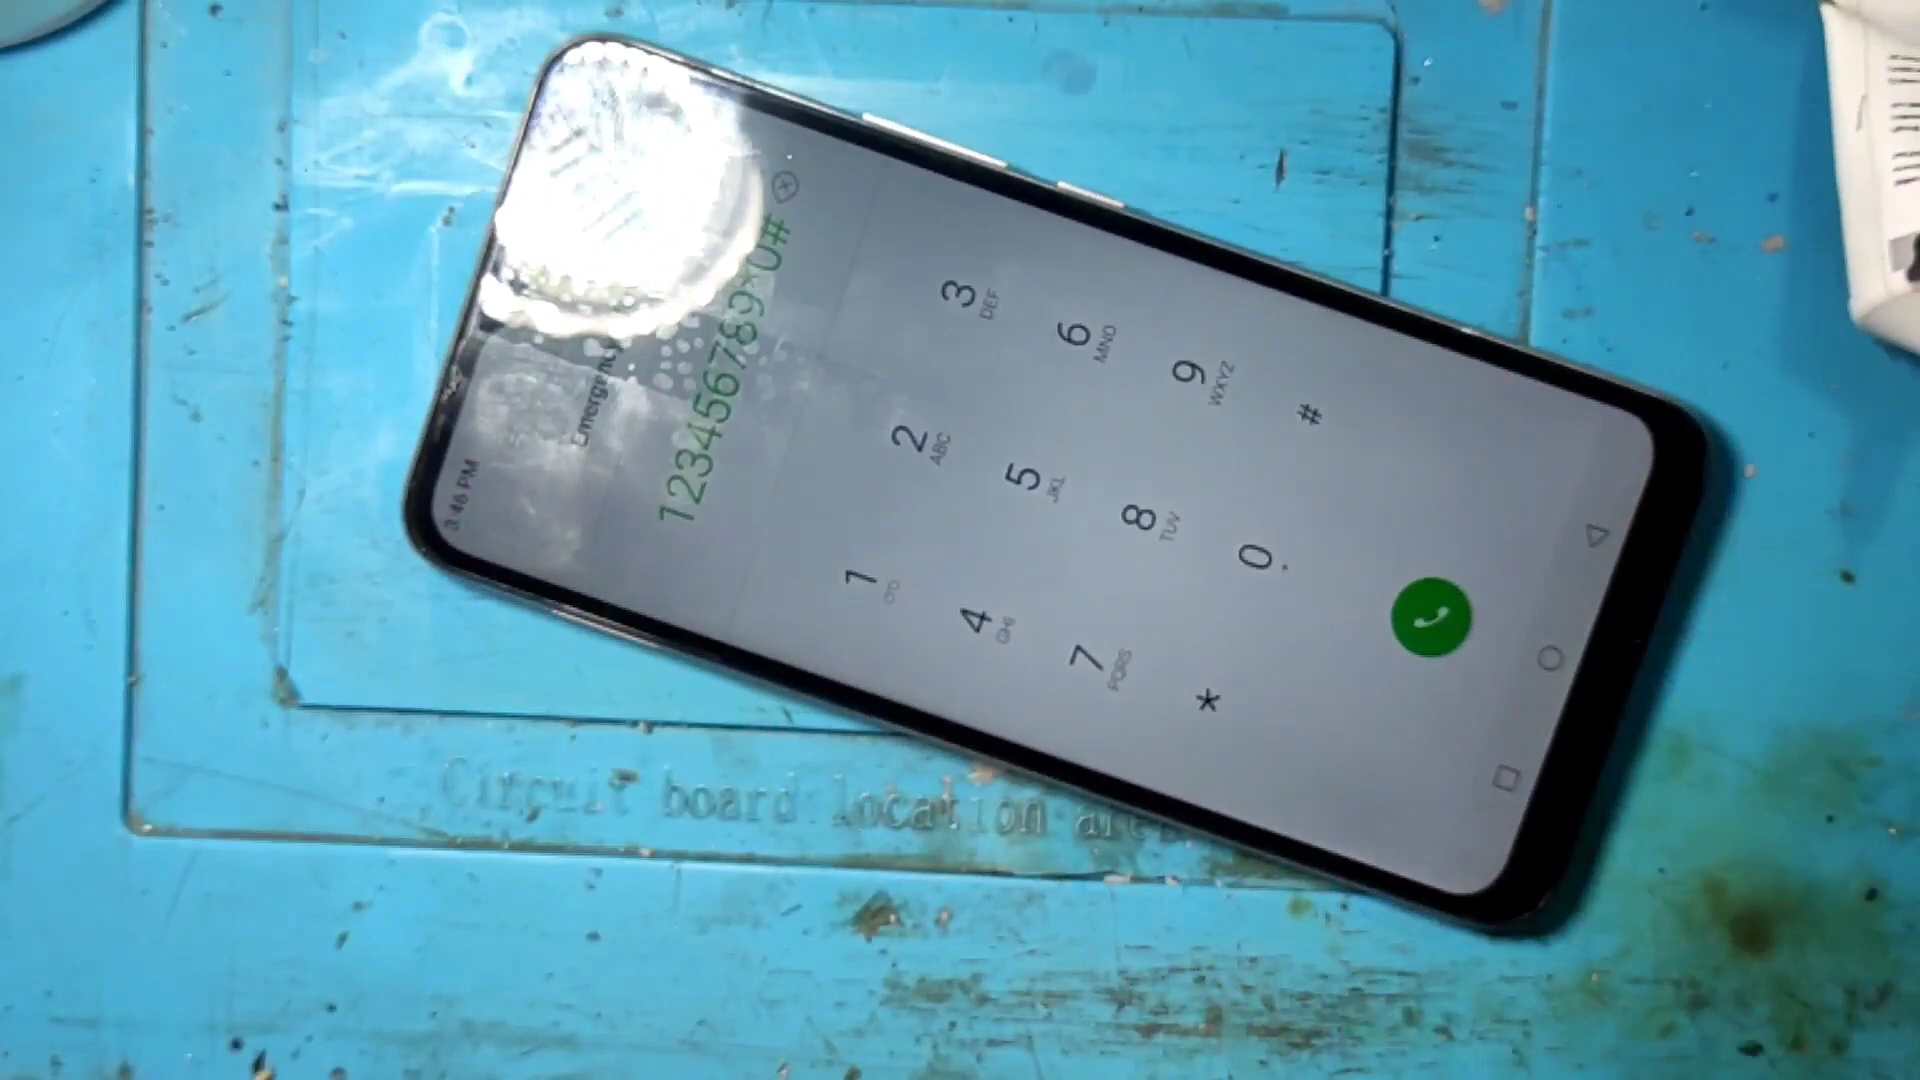 3:46 PM
Emergency
123456789*0#
1
2 ABC
3 DEF
4 GHI
5 JKL
6 MNO
7 PQRS
8 TUV
9 WXYZ
*
0 +
#
Circuit board location area